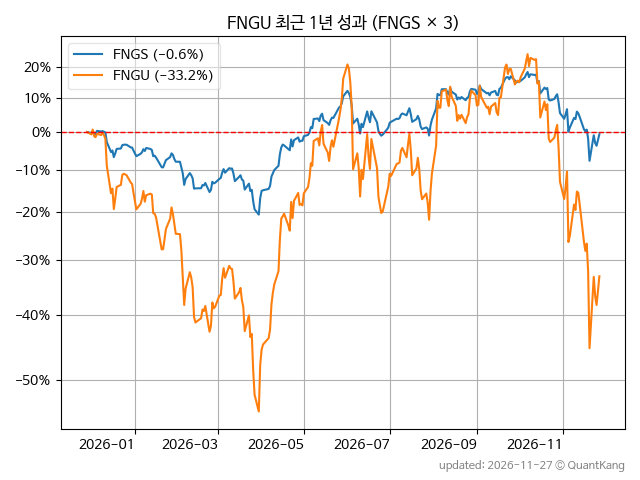 FNGU 최근 1년 성과 (FNGS × 3)
FNGS (−0.6%)
FNGU (−33.2%)
20%
10%
0%
−10%
−20%
−30%
−40%
−50%
2026−01 2026−03 2026−05 2026−07 2026−09 2026−11
updated: 2026−11−27 © QuantKang